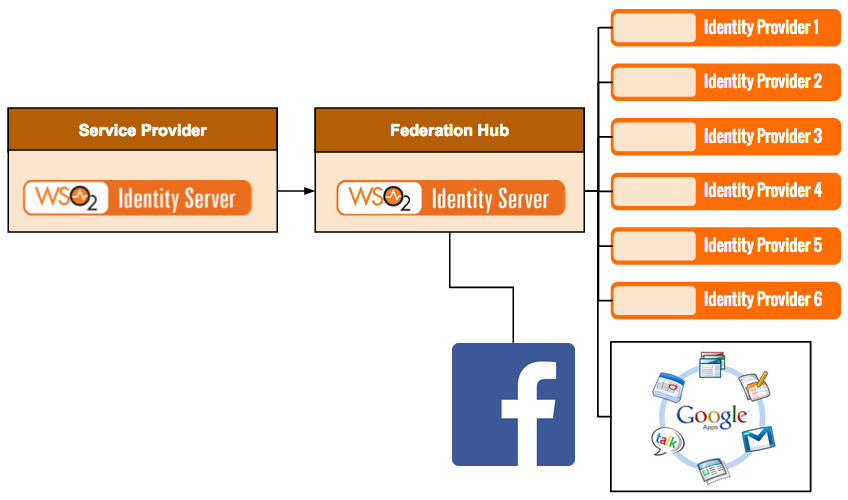 Service Provider
WSO2 Identity Server
Federation Hub
WSO2 Identity Server
Identity Provider 1
Identity Provider 2
Identity Provider 3
Identity Provider 4
Identity Provider 5
Identity Provider 6
f
Google
Apps
talk